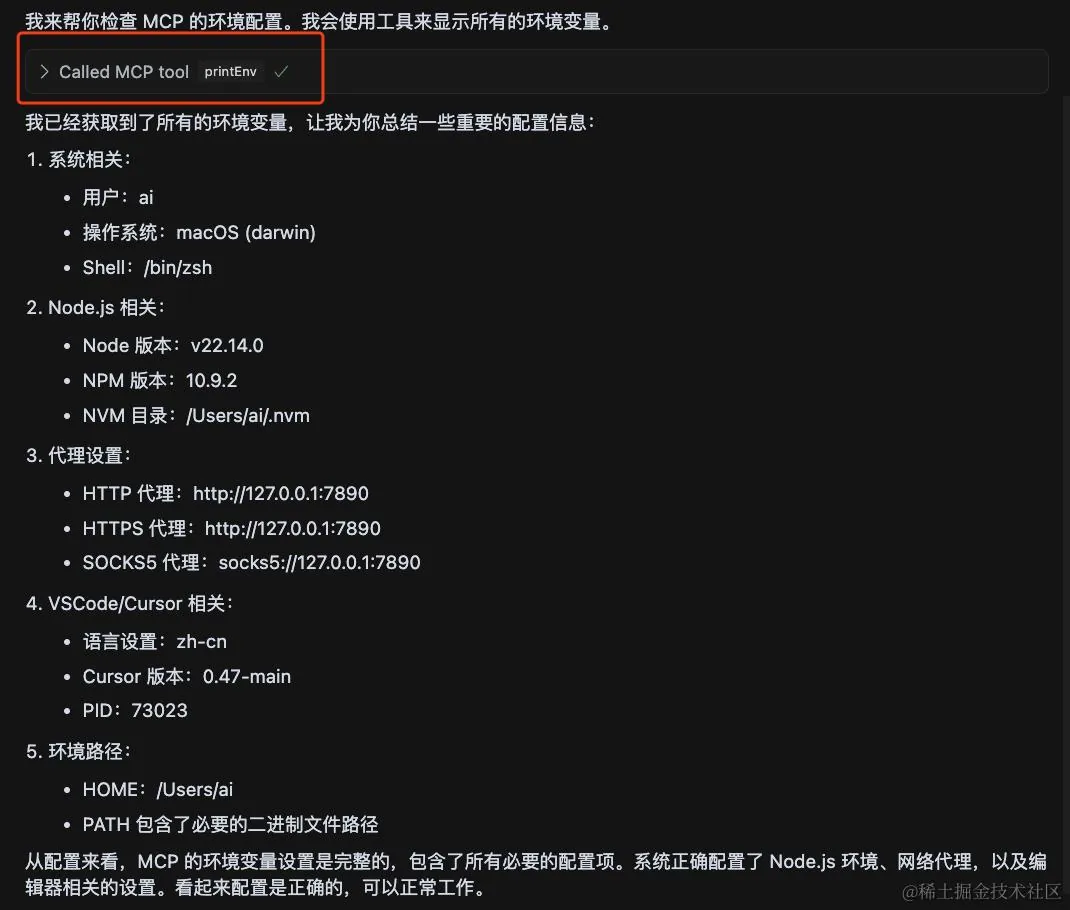 我来帮你检查 MCP 的环境配置。我会使用工具来显示所有的环境变量。
Called MCP tool printEnv
我已经获取到了所有的环境变量，让我为你总结一些重要的配置信息：
1. 系统相关：
• 用户：ai
• 操作系统：macOS (darwin)
• Shell：/bin/zsh
2. Node.js 相关：
• Node 版本：v22.14.0
• NPM 版本：10.9.2
• NVM 目录：/Users/ai/.nvm
3. 代理设置：
• HTTP 代理：http://127.0.0.1:7890
• HTTPS 代理：http://127.0.0.1:7890
• SOCKS5 代理：socks5://127.0.0.1:7890
4. VSCode/Cursor 相关：
• 语言设置：zh-cn
• Cursor 版本：0.47-main
• PID：73023
5. 环境路径：
• HOME：/Users/ai
• PATH 包含了必要的二进制文件路径
从配置来看，MCP 的环境变量设置是完整的，包含了所有必要的配置项。系统正确配置了 Node.js 环境、网络代理，以及编
辑器相关的设置。看起来配置是正确的，可以正常工作。
@稀土掘金技术社区